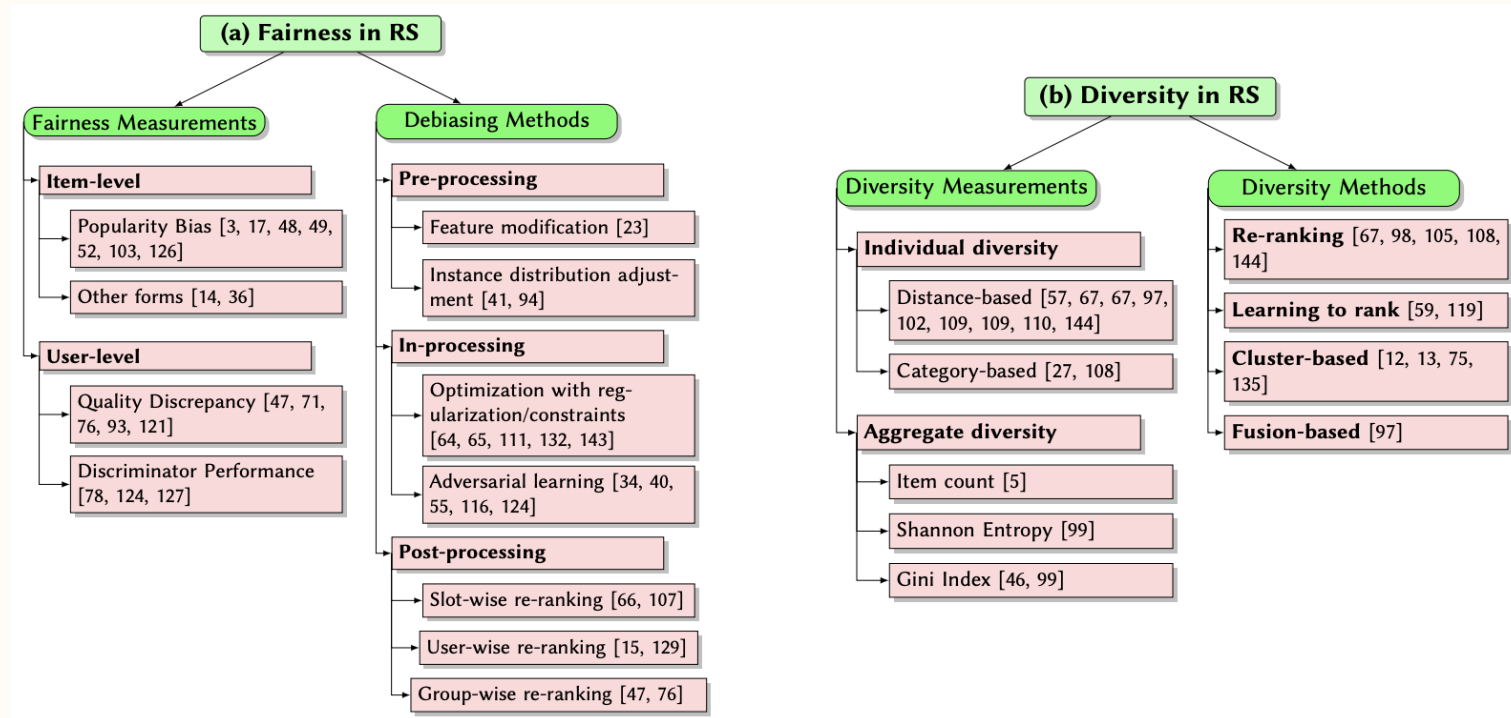 (a) Fairness in RS
Fairness Measurements
Item-level
Popularity Bias [3, 17, 48, 49,
52, 103, 126]
Other forms [14, 36]
User-level
Quality Discrepancy [47, 71,
76, 93, 121]
Discriminator Performance
[78, 124, 127]
Debiasing Methods
Pre-processing
Feature modification [23]
Instance distribution adjust-
ment [41, 94]
In-processing
Optimization with reg-
ularization/constraints
[64, 65, 111, 132, 143]
Adversarial learning [34, 40,
55, 116, 124]
Post-processing
Slot-wise re-ranking [66, 107]
User-wise re-ranking [15, 129]
Group-wise re-ranking [47, 76]
(b) Diversity in RS
Diversity Measurements
Individual diversity
Distance-based [57, 67, 67, 97,
102, 109, 109, 110, 144]
Category-based [27, 108]
Aggregate diversity
Item count [5]
Shannon Entropy [99]
Gini Index [46, 99]
Diversity Methods
Re-ranking [67, 98, 105, 108,
144]
Learning to rank [59, 119]
Cluster-based [12, 13, 75,
135]
Fusion-based [97]